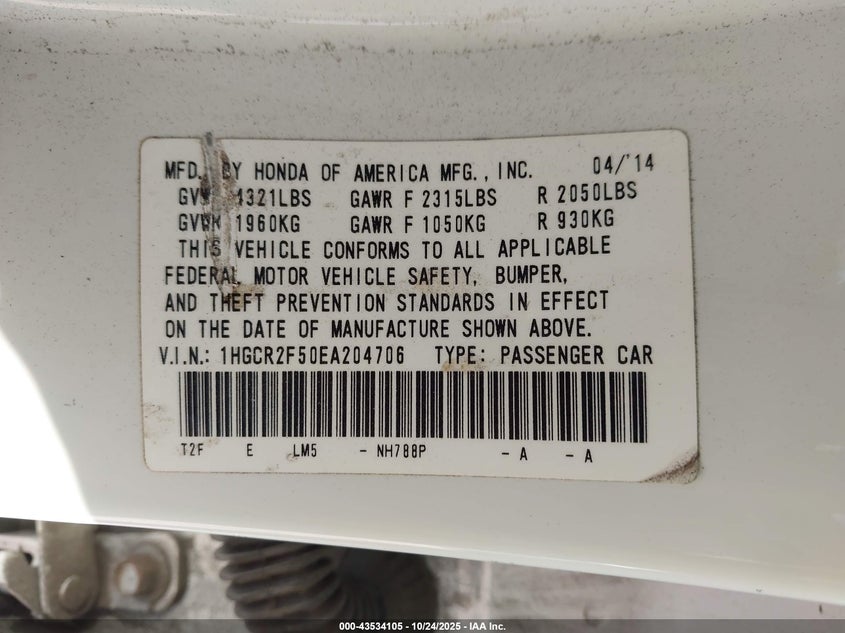 MFD. BY HONDA OF AMERICA MFG., INC. 04/'14
GVWR 4321LBS GAWR F 2315LBS R 2050LBS
GVWR 1960KG GAWR F 1050KG R 930KG
THIS VEHICLE CONFORMS TO ALL APPLICABLE
FEDERAL MOTOR VEHICLE SAFETY, BUMPER,
AND THEFT PREVENTION STANDARDS IN EFFECT
ON THE DATE OF MANUFACTURE SHOWN ABOVE.
V.I.N.: 1HGCR2F50EA204706 TYPE: PASSENGER CAR
T2F E LM5 - NH788P - A - A
000-43534105 - 10/24/2025 - IAA Inc.